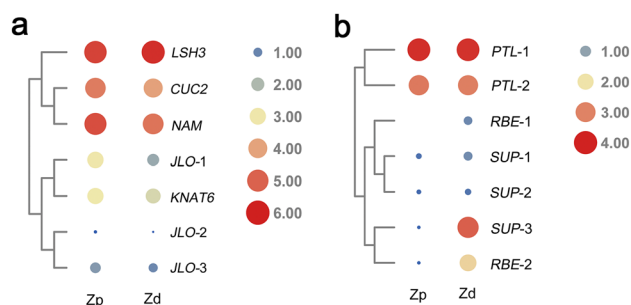 a
LSH3
CUC2
NAM
JLO-1
KNAT6
JLO-2
JLO-3
Zp Zd
1.00
2.00
3.00
4.00
5.00
6.00
b
PTL-1
PTL-2
RBE-1
SUP-1
SUP-2
SUP-3
RBE-2
Zp Zd
1.00
2.00
3.00
4.00